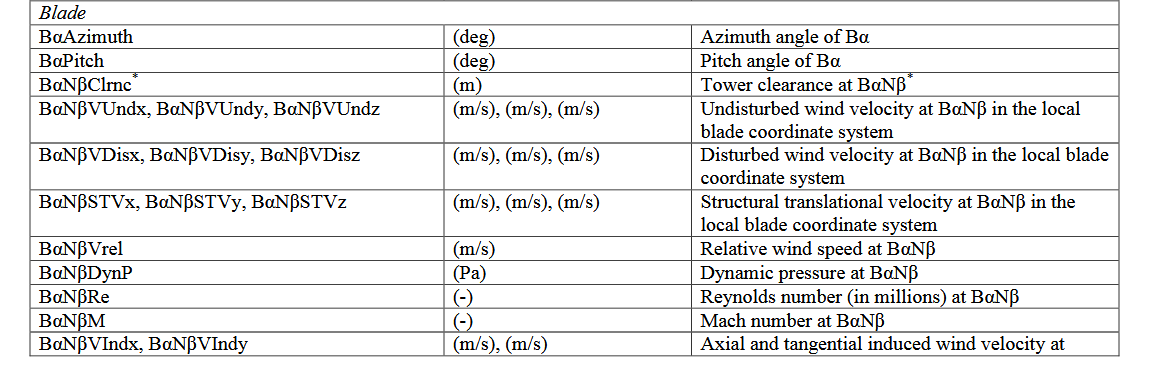 Blade
BαAzimuth (deg) Azimuth angle of Bα
BαPitch (deg) Pitch angle of Bα
BαNβClrnc* (m) Tower clearance at BαNβ*
BαNβVUndx, BαNβVUndy, BαNβVUndz (m/s), (m/s), (m/s) Undisturbed wind velocity at BαNβ in the local
blade coordinate system
BαNβVDisx, BαNβVDisy, BαNβVDisz (m/s), (m/s), (m/s) Disturbed wind velocity at BαNβ in the local blade
coordinate system
BαNβSTVx, BαNβSTVy, BαNβSTVz (m/s), (m/s), (m/s) Structural translational velocity at BαNβ in the
local blade coordinate system
BαNβVrel (m/s) Relative wind speed at BαNβ
BαNβDynP (Pa) Dynamic pressure at BαNβ
BαNβRe (-) Reynolds number (in millions) at BαNβ
BαNβM (-) Mach number at BαNβ
BαNβVIndx, BαNβVIndy (m/s), (m/s) Axial and tangential induced wind velocity at